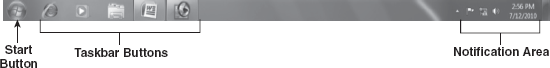 2:56 PM
7/12/2010
Start
Button
Taskbar Buttons
Notification Area